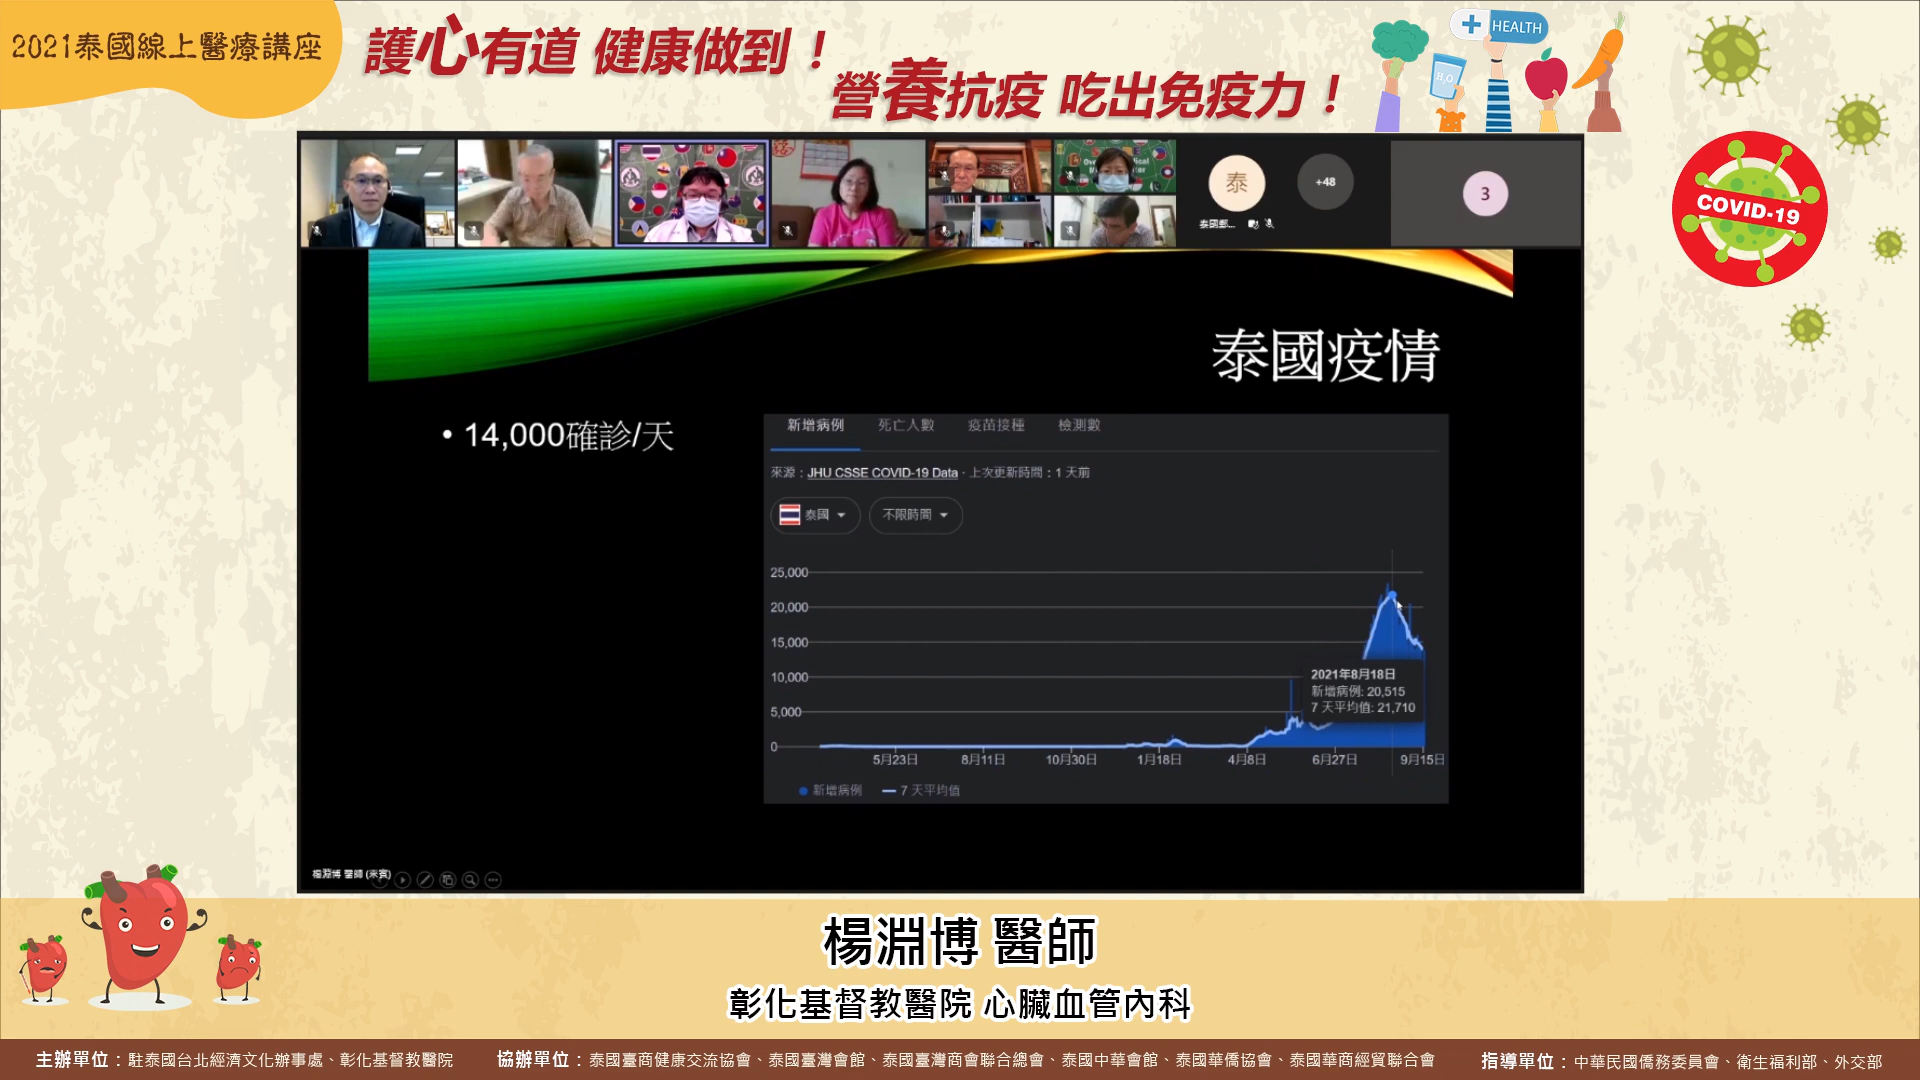 2021泰國線上醫療講座
護心有道 健康做到！
營養抗疫 吃出免疫力！
HEALTH
H₂O
COVID-19
泰
泰國鄭...
+48
3
泰國疫情
• 14,000確診/天
新增病例 死亡人數 疫苗接種 檢測數
來源：JHU CSSE COVID-19 Data · 上次更新時間：1 天前
泰國 不限時間
25,000
20,000
15,000
10,000
5,000
0
2021年8月18日
新增病例: 20,515
7 天平均值: 21,710
5月23日 8月11日 10月30日 1月18日 4月8日 6月27日 9月15日
新增病例 7 天平均值
楊淵博 醫師 (來賓)
楊淵博 醫師
彰化基督教醫院 心臟血管內科
主辦單位：駐泰國台北經濟文化辦事處、彰化基督教醫院 協辦單位：泰國臺商健康交流協會、泰國臺灣會館、泰國臺灣商會聯合總會、泰國中華會館、泰國華僑協會、泰國華商經貿聯合會 指導單位：中華民國僑務委員會、衛生福利部、外交部